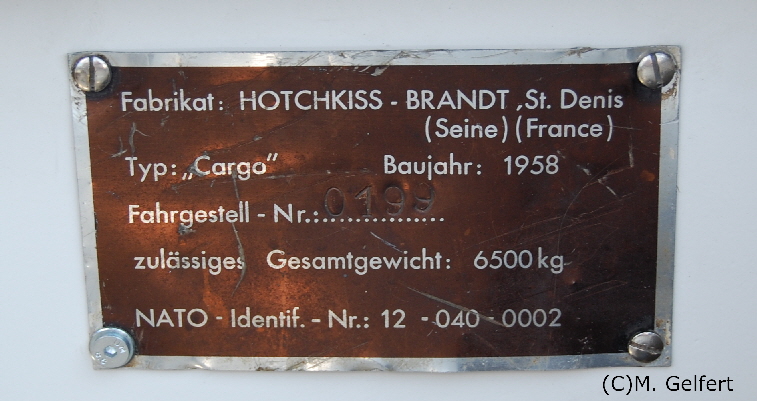 Fabrikat: HOTCHKISS - BRANDT ,St. Denis
(Seine) (France)
Typ: „Cargo” Baujahr: 1958
Fahrgestell - Nr.: 0199
zulässiges Gesamtgewicht: 6500 kg
NATO - Identif. - Nr.: 12 - 040 - 0002
(C)M. Gelfert